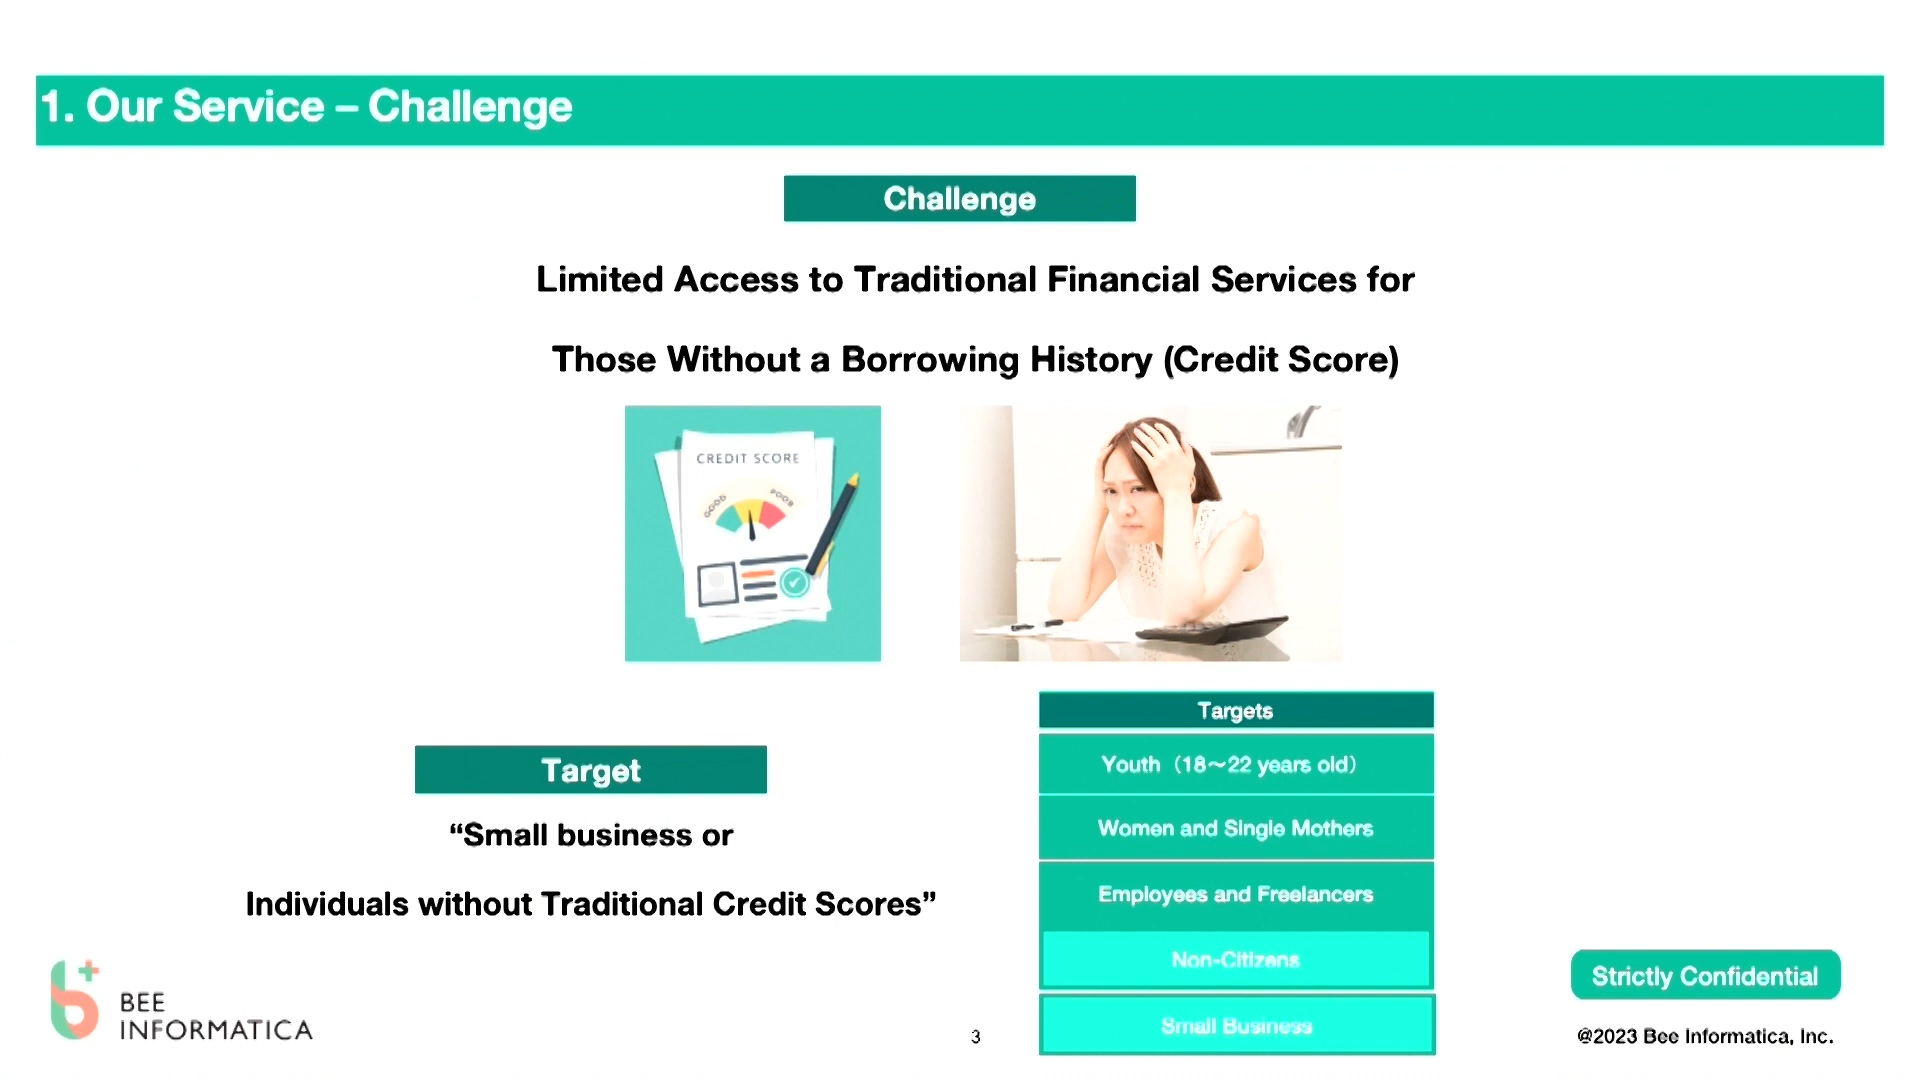 1. Our Service – Challenge
Challenge
Limited Access to Traditional Financial Services for
Those Without a Borrowing History (Credit Score)
CREDIT SCORE
GOOD
POOR
Target
“Small business or
Individuals without Traditional Credit Scores”
Targets
Youth（18～22 years old）
Women and Single Mothers
Employees and Freelancers
Non-Citizens
Small Business
BEE
INFORMATICA
3
Strictly Confidential
@2023 Bee Informatica, Inc.